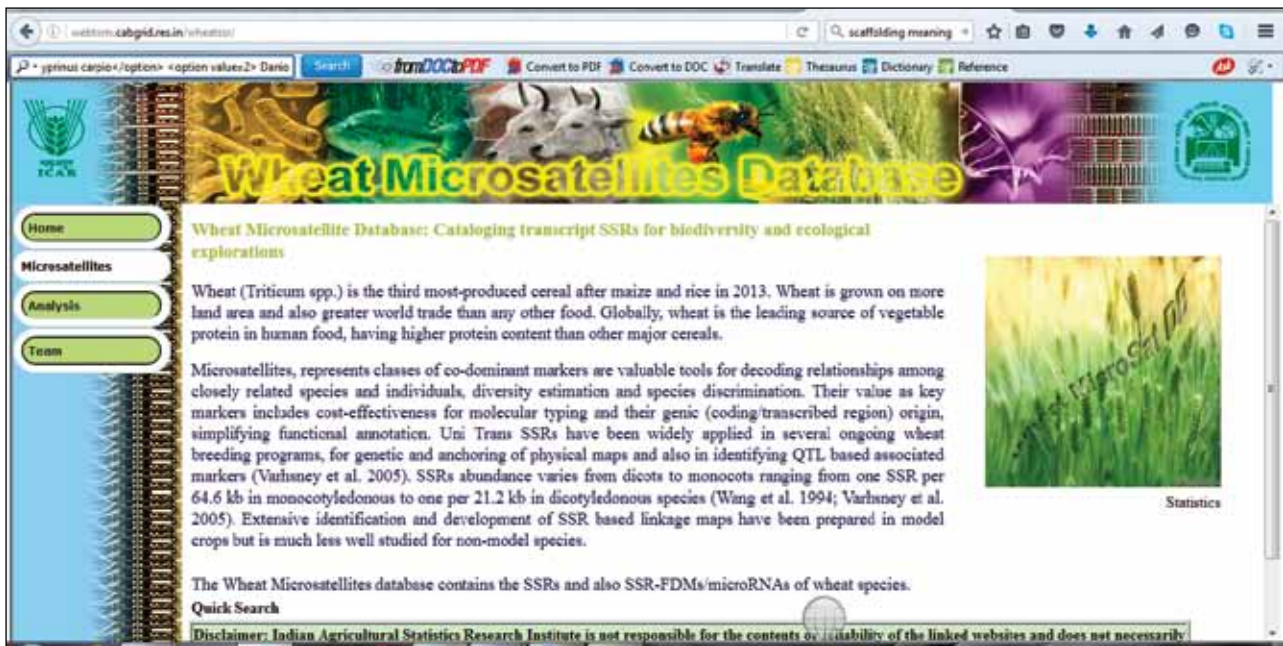 webtom.cabgrid.res.in/wheatssr/
scaffolding meaning
yprinus carpio</option> <option value=2> Danio
Search
fromDOCtoPDF
Convert to PDF
Convert to DOC
Translate
Thesaurus
Dictionary
Reference
ICAR
Wheat Microsatellites Database
Home
Microsatellites
Analysis
Team
Wheat Microsatellite Database: Cataloging transcript SSRs for biodiversity and ecological
explorations
Wheat (Triticum spp.) is the third most-produced cereal after maize and rice in 2013. Wheat is grown on more
land area and also greater world trade than any other food. Globally, wheat is the leading source of vegetable
protein in human food, having higher protein content than other major cereals.
Microsatellites, represents classes of co-dominant markers are valuable tools for decoding relationships among
closely related species and individuals, diversity estimation and species discrimination. Their value as key
markers includes cost-effectiveness for molecular typing and their genic (coding/transcribed region) origin,
simplifying functional annotation. Uni Trans SSRs have been widely applied in several ongoing wheat
breeding programs, for genetic and anchoring of physical maps and also in identifying QTL based associated
markers (Varhsney et al. 2005). SSRs abundance varies from dicots to monocots ranging from one SSR per
64.6 kb in monocotyledonous to one per 21.2 kb in dicotyledonous species (Wang et al. 1994; Varhsney et al.
2005). Extensive identification and development of SSR based linkage maps have been prepared in model
crops but is much less well studied for non-model species.
Statistics
The Wheat Microsatellites database contains the SSRs and also SSR-FDMs/microRNAs of wheat species.
Quick Search
Disclaimer: Indian Agricultural Statistics Research Institute is not responsible for the contents or reliability of the linked websites and does not necessarily